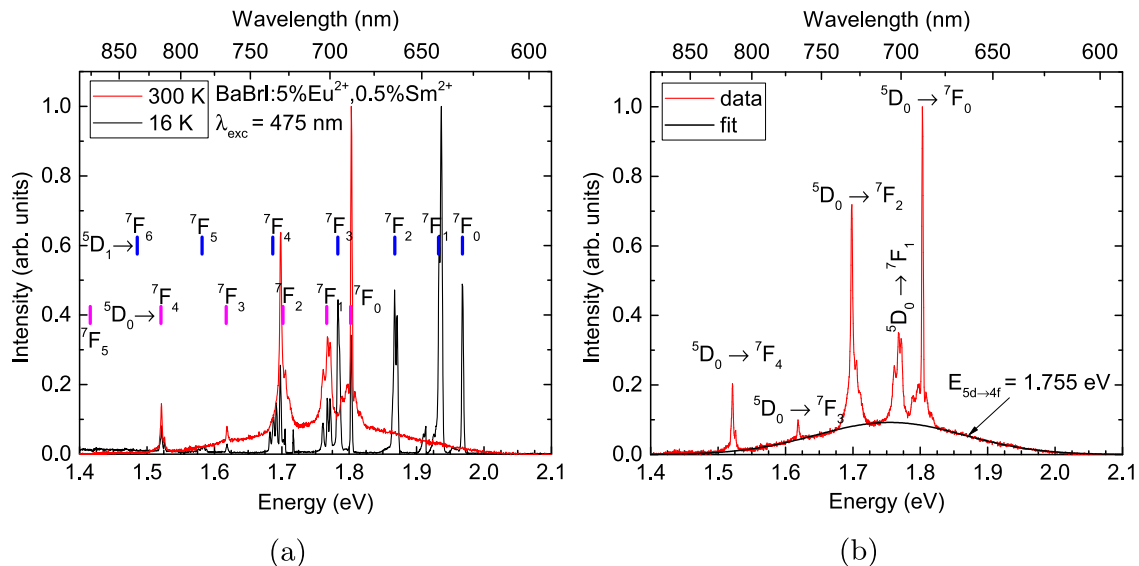 Wavelength (nm)
850 800 750 700 650 600
300 K BaBrI:5%Eu²⁺,0.5%Sm²⁺
16 K λexc = 475 nm
1.0
0.8
0.6
0.4
0.2
0.0
Intensity (arb. units)
⁷F₆ ⁷F₅ ⁷F₄ ⁷F₃ ⁷F₂ ⁷F₁ ⁷F₀
⁵D₁→
⁵D₀→ ⁷F₄ ⁷F₃ ⁷F₂ ⁷F₁ ⁷F₀
⁷F₅
1.4 1.5 1.6 1.7 1.8 1.9 2.0 2.1
Energy (eV)
(a)
Wavelength (nm)
850 800 750 700 650 600
data
fit
1.0
0.8
0.6
0.4
0.2
0.0
Intensity (arb. units)
⁵D₀ → ⁷F₀
⁵D₀ → ⁷F₂
⁵D₀ → ⁷F₁
⁵D₀ → ⁷F₄
⁵D₀ → ⁷F₃
E5d→4f = 1.755 eV
1.4 1.5 1.6 1.7 1.8 1.9 2.0 2.1
Energy (eV)
(b)